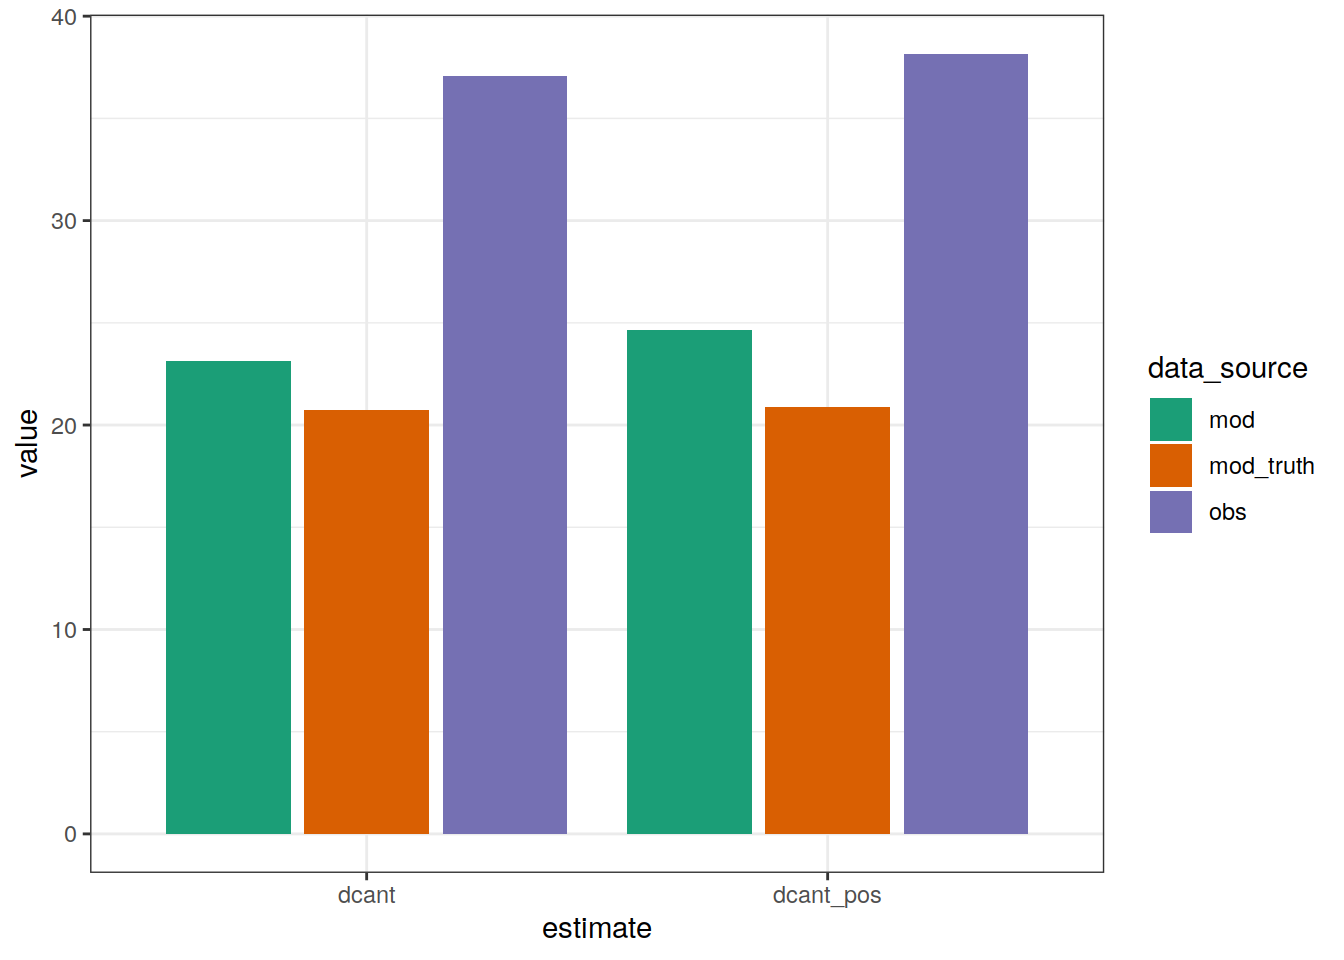 40
30
20
10
0
value
dcant
dcant_pos
estimate
data_source
mod
mod_truth
obs